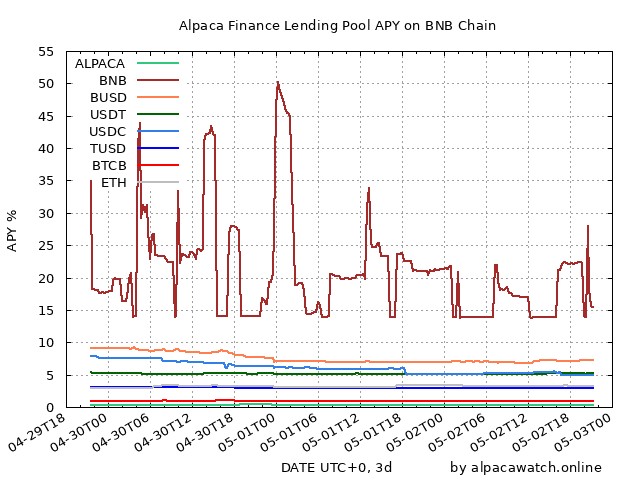 Alpaca Finance Lending Pool APY on BNB Chain
55
50
45
40
35
30
25
20
15
10
5
0
APY %
ALPACA
BNB
BUSD
USDT
USDC
TUSD
BTCB
ETH
04-29T18
04-30T00
04-30T06
04-30T12
04-30T18
05-01T00
05-01T06
05-01T12
05-01T18
05-02T00
05-02T06
05-02T12
05-02T18
05-03T00
DATE UTC+0, 3d
by alpacawatch.online